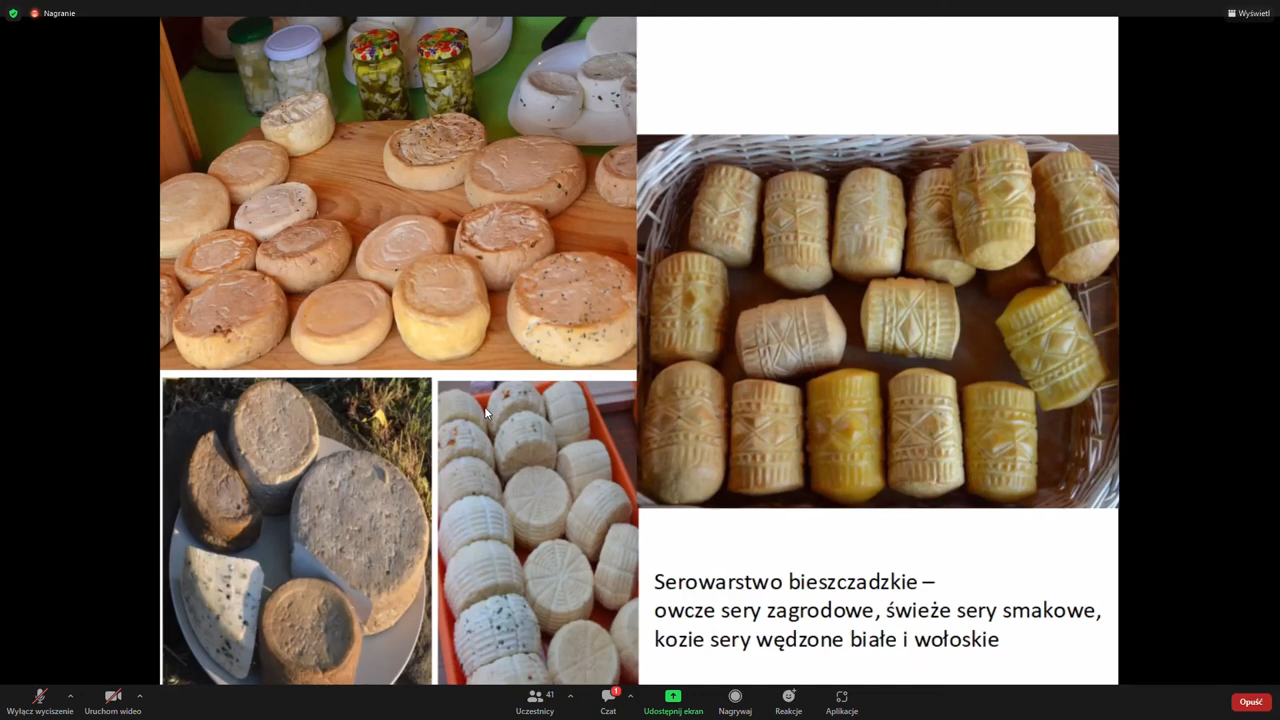 Nagranie
Wyświetl
Serowarstwo bieszczadzkie –
owcze sery zagrodowe, świeże sery smakowe,
kozie sery wędzone białe i wołoskie
Wyłącz wyciszenie
Uruchom wideo
41
Uczestnicy
1
Czat
Udostępnij ekran
Nagrywaj
Reakcje
Aplikacje
Opuść